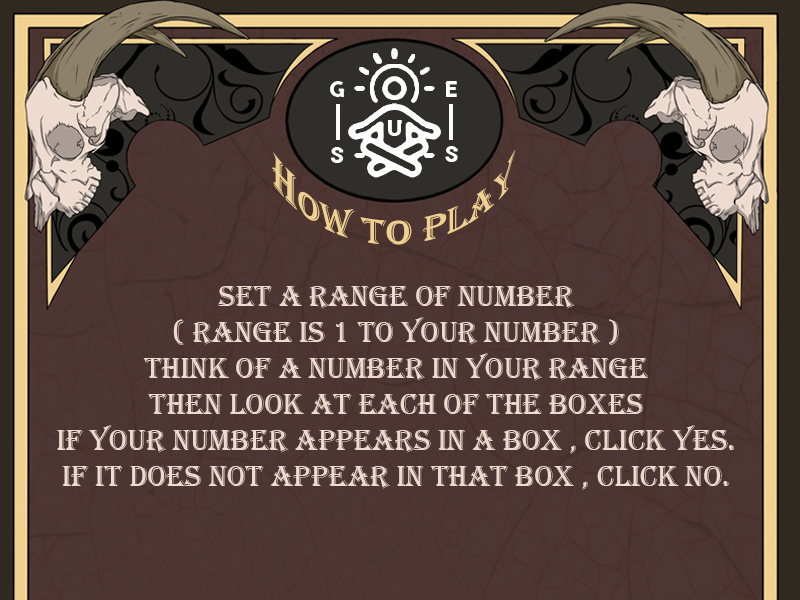 G E
U
S S
HOW TO PLAY
SET A RANGE OF NUMBER
( RANGE IS 1 TO YOUR NUMBER )
THINK OF A NUMBER IN YOUR RANGE
THEN LOOK AT EACH OF THE BOXES
IF YOUR NUMBER APPEARS IN A BOX , CLICK YES.
IF IT DOES NOT APPEAR IN THAT BOX , CLICK NO.